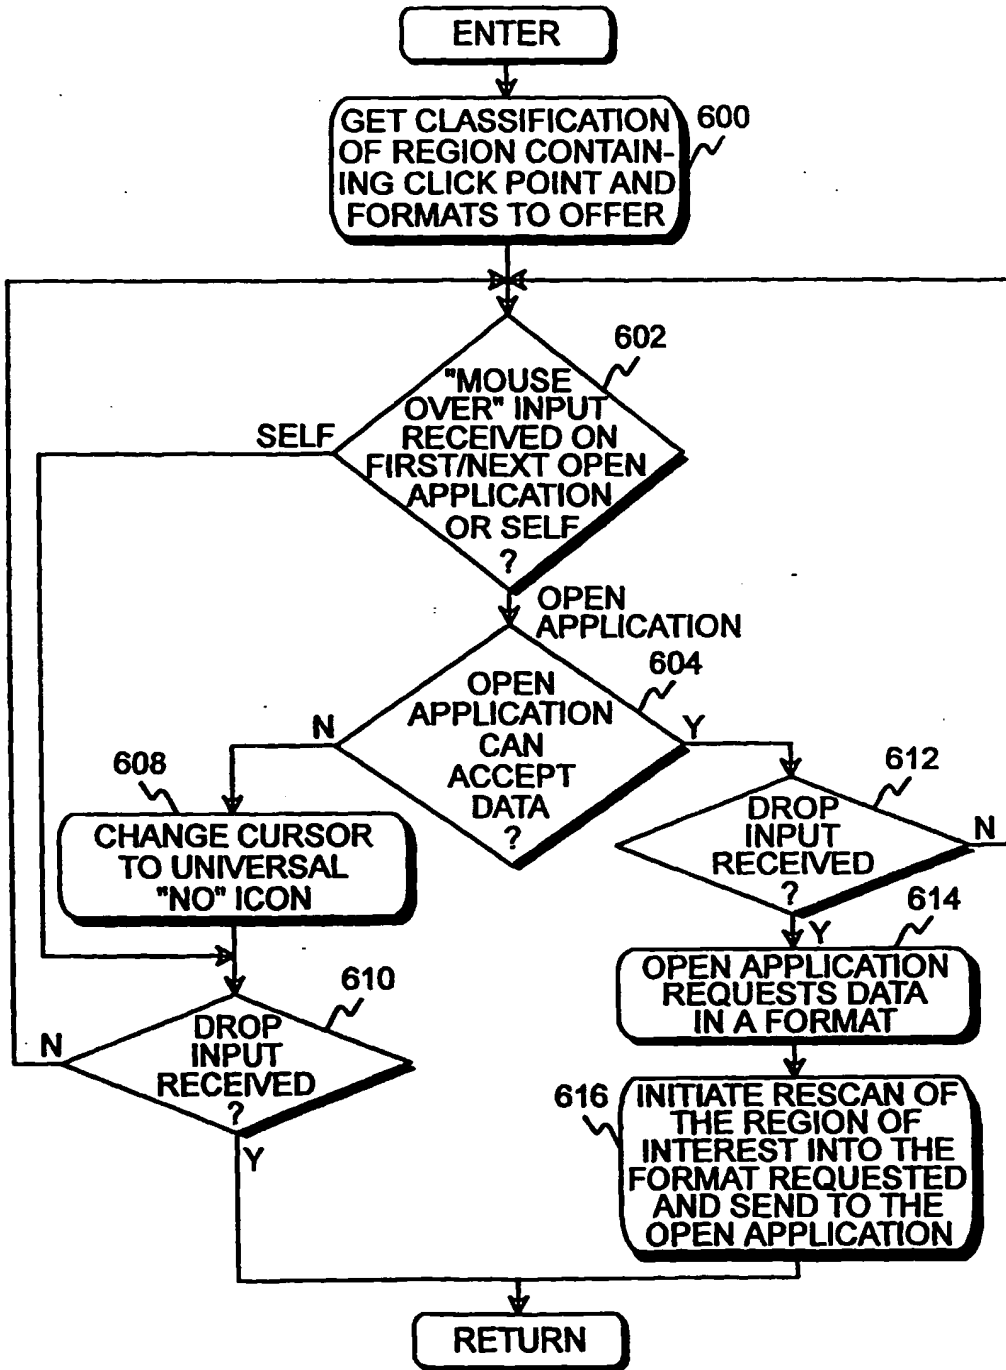 ENTER
GET CLASSIFICATION
OF REGION CONTAIN-
ING CLICK POINT AND
FORMATS TO OFFER
600
602
"MOUSE
OVER" INPUT
RECEIVED ON
FIRST/NEXT OPEN
APPLICATION
OR SELF
?
SELF
OPEN
APPLICATION
604
OPEN
APPLICATION
CAN
ACCEPT
DATA
?
N
Y
608
CHANGE CURSOR
TO UNIVERSAL
"NO" ICON
612
DROP
INPUT
RECEIVED
?
N
Y
614
OPEN APPLICATION
REQUESTS DATA
IN A FORMAT
610
DROP
INPUT
RECEIVED
?
N
Y
616
INITIATE RESCAN OF
THE REGION OF
INTEREST INTO THE
FORMAT REQUESTED
AND SEND TO THE
OPEN APPLICATION
RETURN